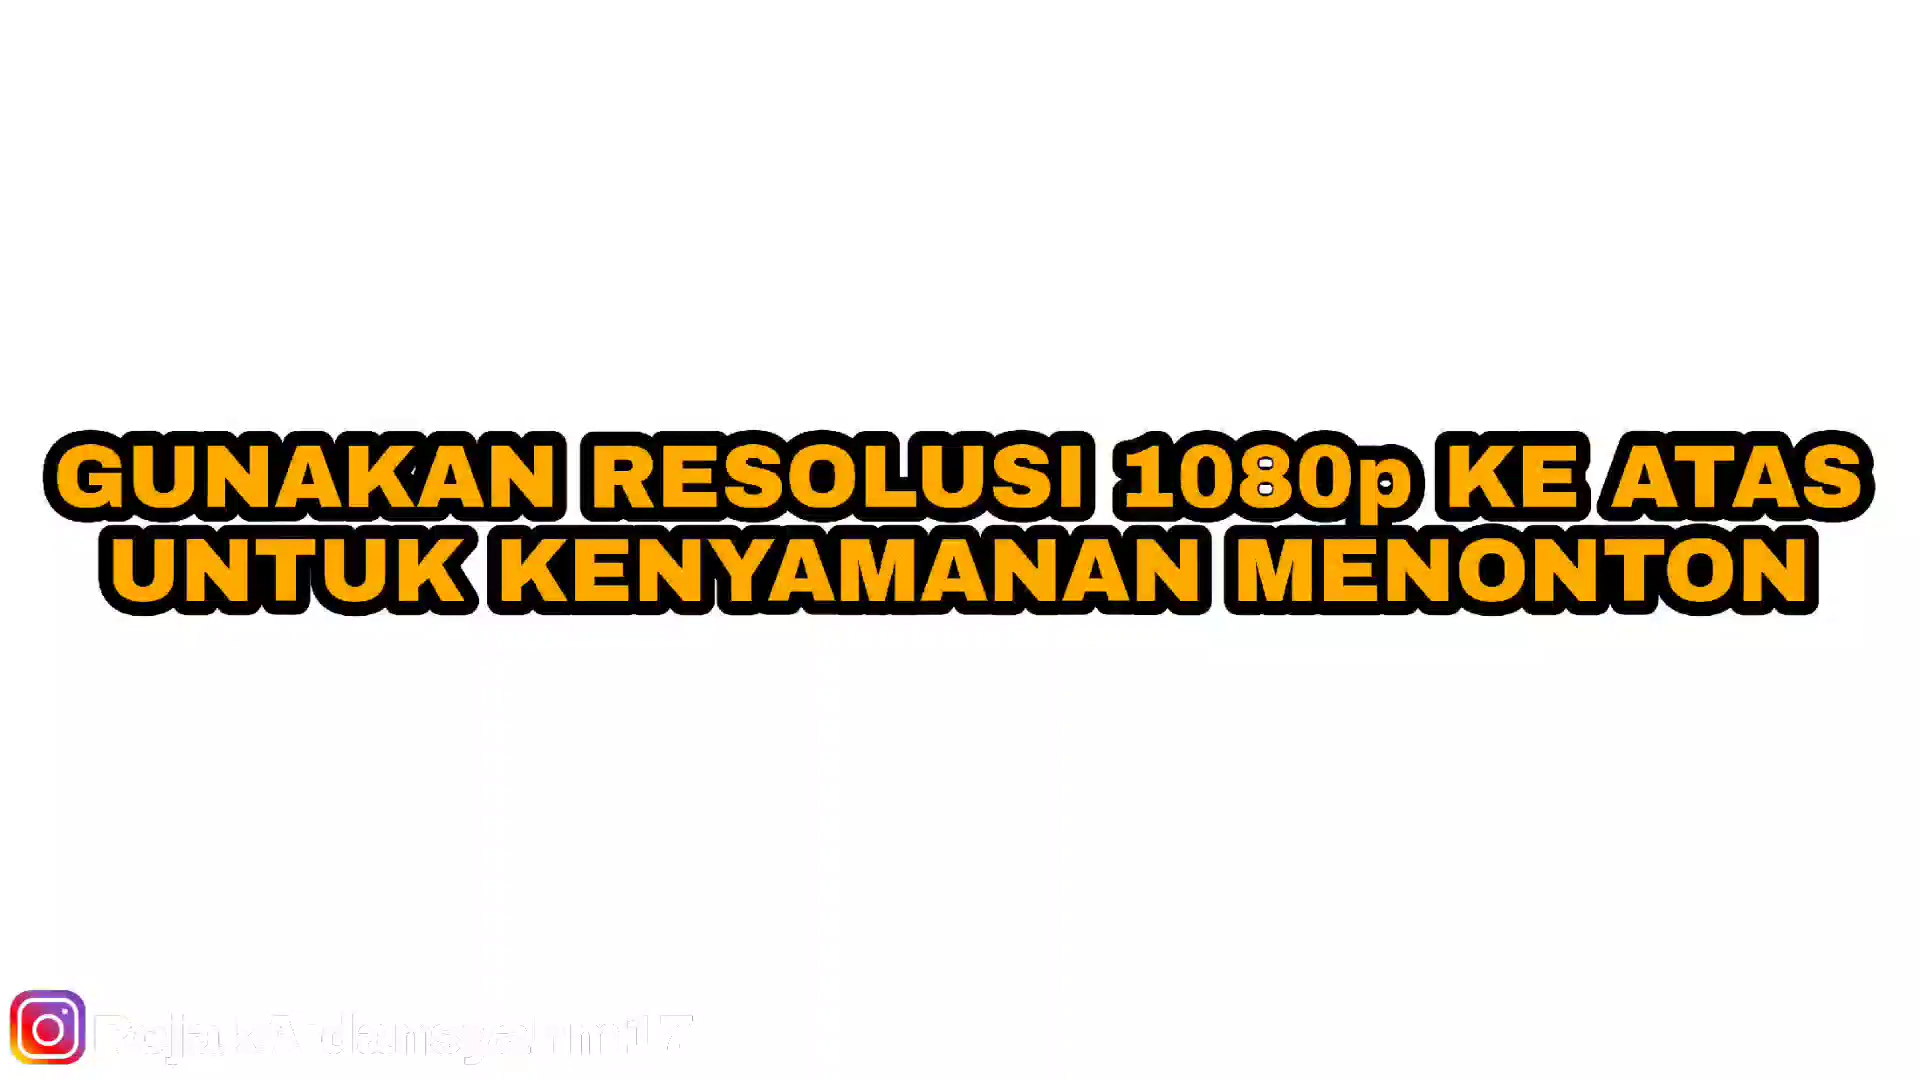 GUNAKAN RESOLUSI 1080p KE ATAS
UNTUK KENYAMANAN MENONTON